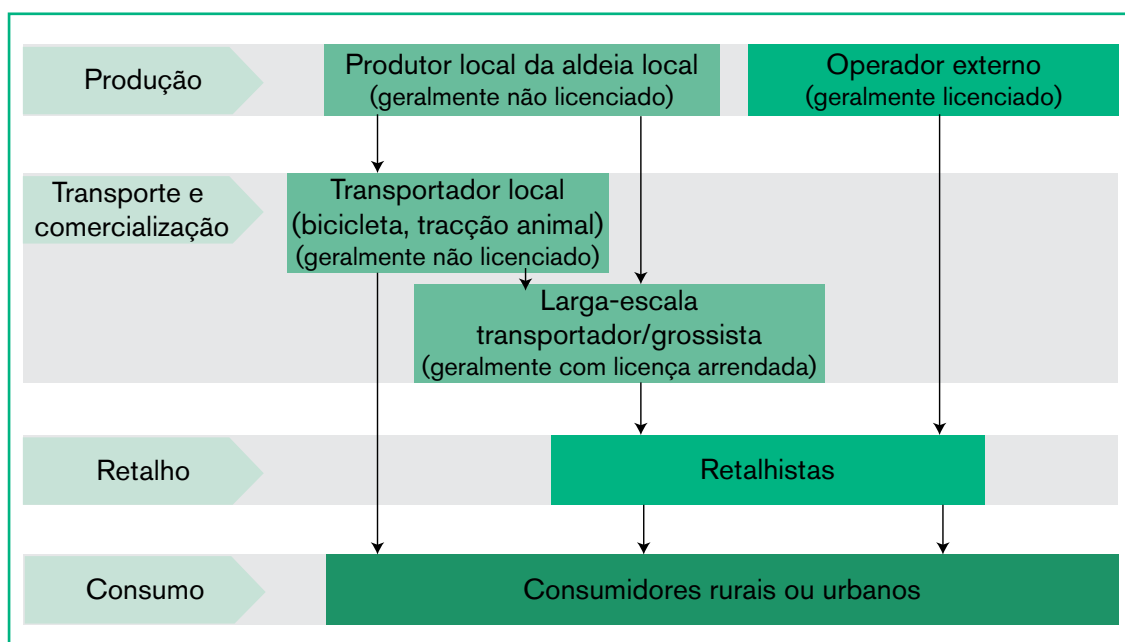 Produção
Produtor local da aldeia local
(geralmente não licenciado)
Operador externo
(geralmente licenciado)
Transporte e
comercialização
Transportador local
(bicicleta, tracção animal)
(geralmente não licenciado)
Larga-escala
transportador/grossista
(geralmente com licença arrendada)
Retalho
Retalhistas
Consumo
Consumidores rurais ou urbanos